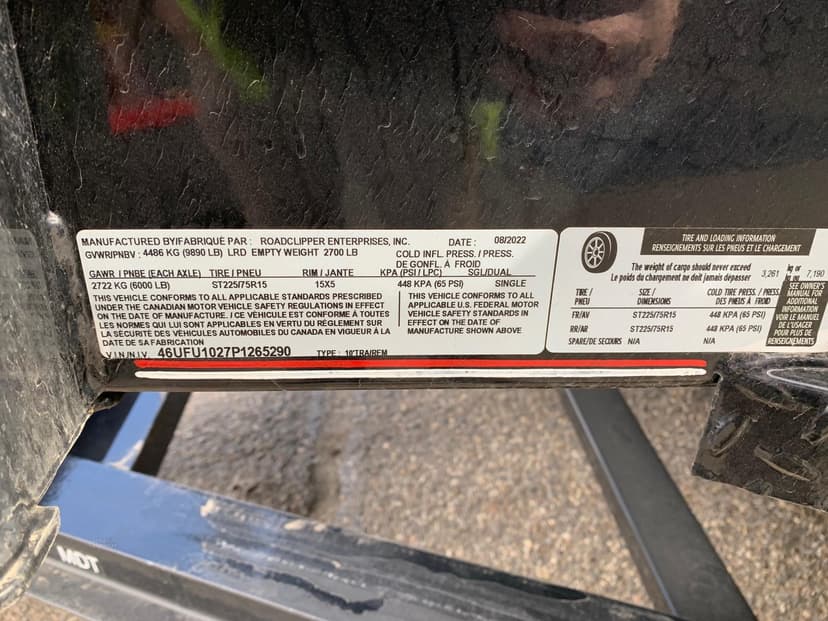 MANUFACTURED BY/FABRIQUÉ PAR : ROADCLIPPER ENTERPRISES, INC. DATE : 08/2022
GVWR/PNBV : 4486 KG (9890 LB) LRD EMPTY WEIGHT 2700 LB COLD INFL. PRESS./PRESS.
DE GONFL. À FROID
GAWR / PNBE (EACH AXLE) TIRE / PNEU RIM / JANTE KPA (PSI / LPC) SGL/DUAL
2722 KG (6000 LB) ST225/75R15 15X5 448 KPA (65 PSI) SINGLE
THIS VEHICLE CONFORMS TO ALL APPLICABLE STANDARDS PRESCRIBED
UNDER THE CANADIAN MOTOR VEHICLE SAFETY REGULATIONS IN EFFECT
ON THE DATE OF MANUFACTURE. / CE VÉHICULE EST CONFORME À TOUTES
LES NORMES QUI LUI SONT APPLICABLES EN VERTU DU RÈGLEMENT SUR
LA SÉCURITÉ DES VÉHICULES AUTOMOBILES DU CANADA EN VIGUEUR À LA
DATE DE SA FABRICATION
THIS VEHICLE CONFORMS TO ALL
APPLICABLE U.S. FEDERAL MOTOR
VEHICLE SAFETY STANDARDS IN
EFFECT ON THE DATE OF
MANUFACTURE SHOWN ABOVE
V.I.N./N.I.V. 46UFU1027P1265290 TYPE : 10'TRA/REM
TIRE AND LOADING INFORMATION
RENSEIGNEMENTS SUR LES PNEUS ET LE CHARGEMENT
The weight of cargo should never exceed
Le poids du chargement ne doit jamais dépasser
3,261 kg or 7,190
TIRE / SIZE / COLD TIRE PRESS. / PRESS.
PNEU DIMENSIONS DES PNEUS À FROID
FR/AV ST225/75R15 448 KPA (65 PSI)
RR/AR ST225/75R15 448 KPA (65 PSI)
SPARE/DE SECOURS N/A N/A
SEE OWNER'S
MANUAL FOR
ADDITIONAL
INFORMATION
VOIR LE MANUEL
DE L'USAGER
POUR PLUS DE
RENSEIGNEMENTS
MDT